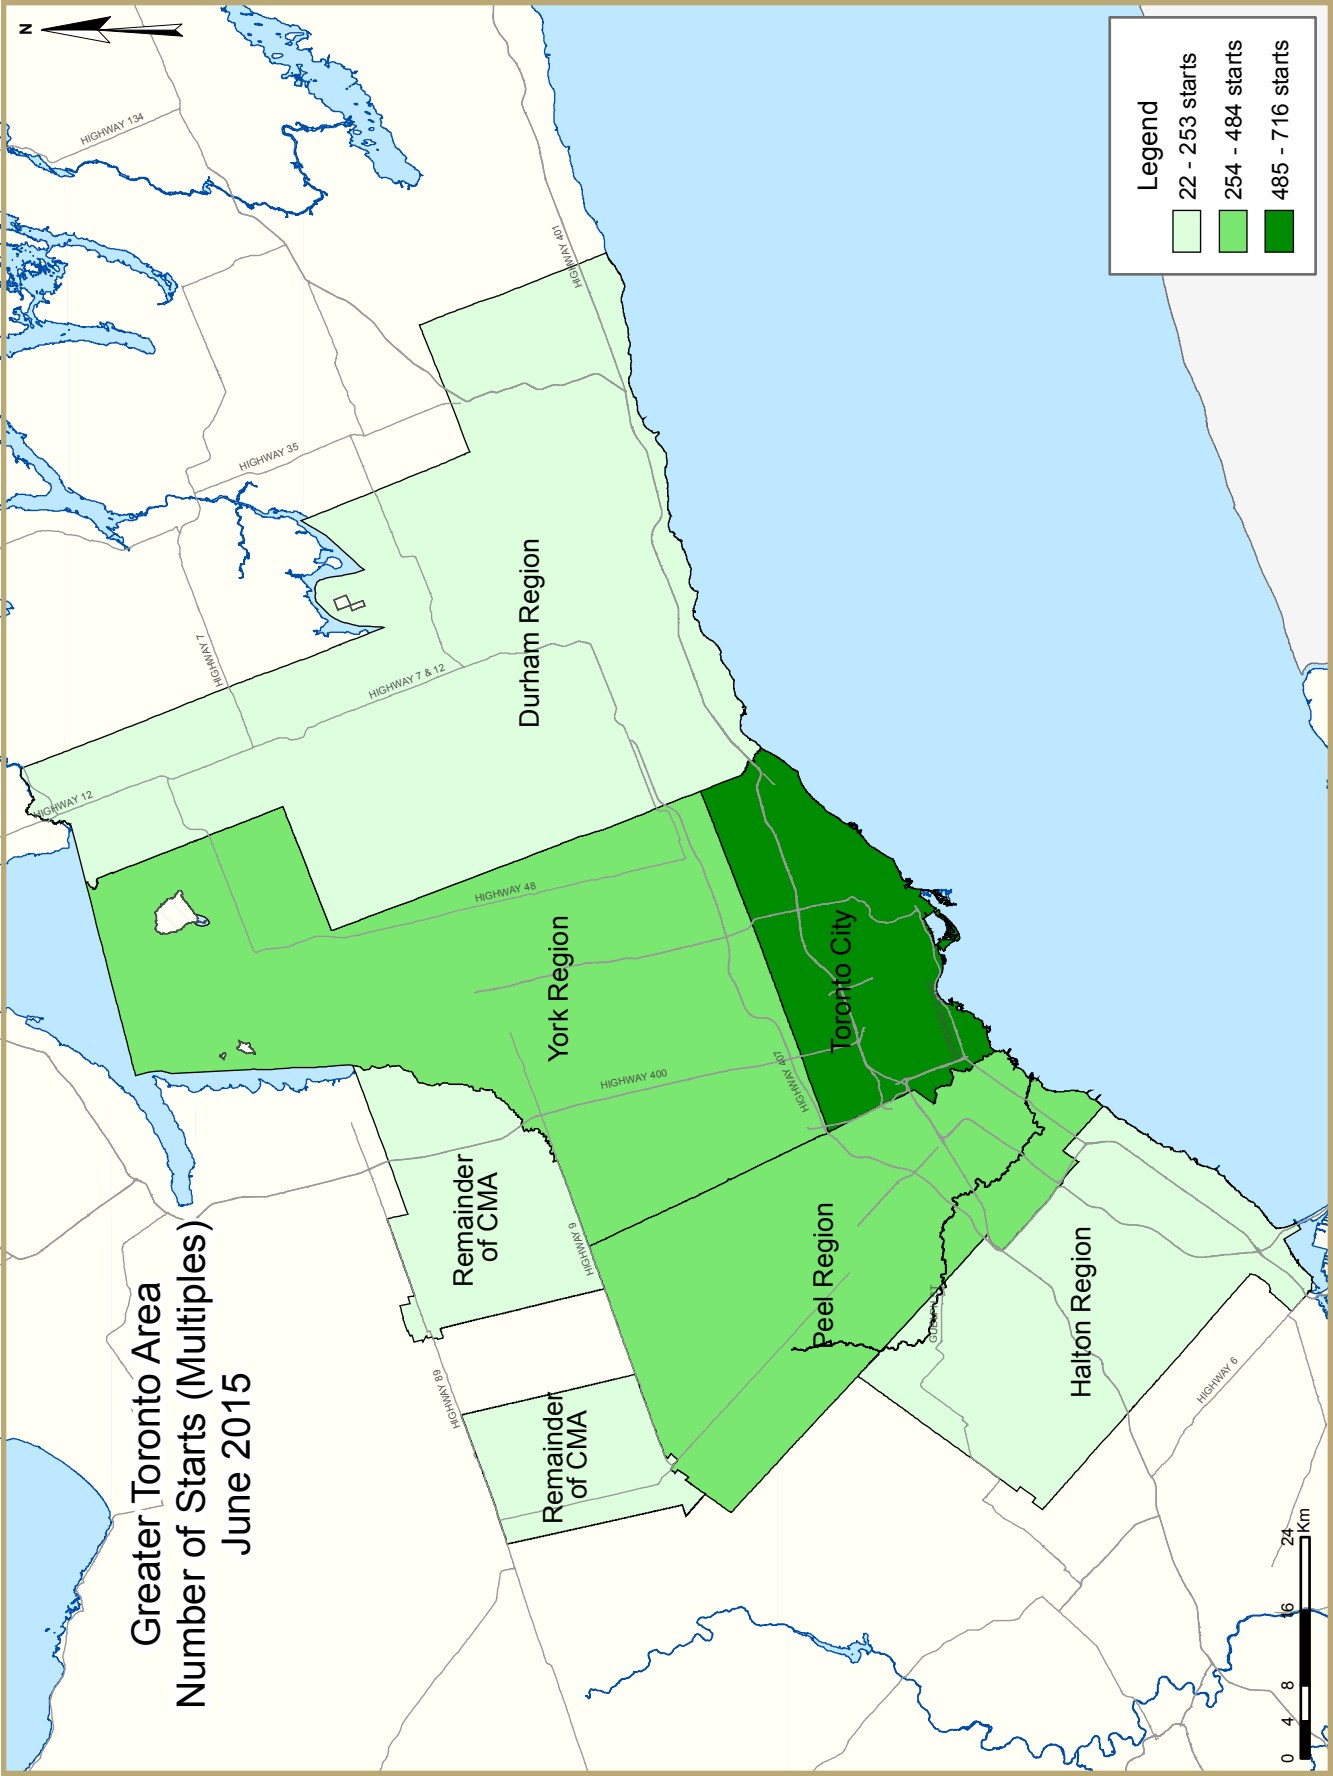 Greater Toronto Area
Number of Starts (Multiples)
June 2015
N
HIGHWAY 12
HIGHWAY 7
HIGHWAY 35
HIGHWAY 134
HIGHWAY 7 & 12
HIGHWAY 401
HIGHWAY 89
Remainder
of CMA
Remainder
of CMA
HIGHWAY 9
HIGHWAY 400
HIGHWAY 48
York Region
Durham Region
HIGHWAY 407
Toronto City
Peel Region
GUELPH ST
Halton Region
HIGHWAY 6
Legend
22 - 253 starts
254 - 484 starts
485 - 716 starts
0 4 8 16 24
Km